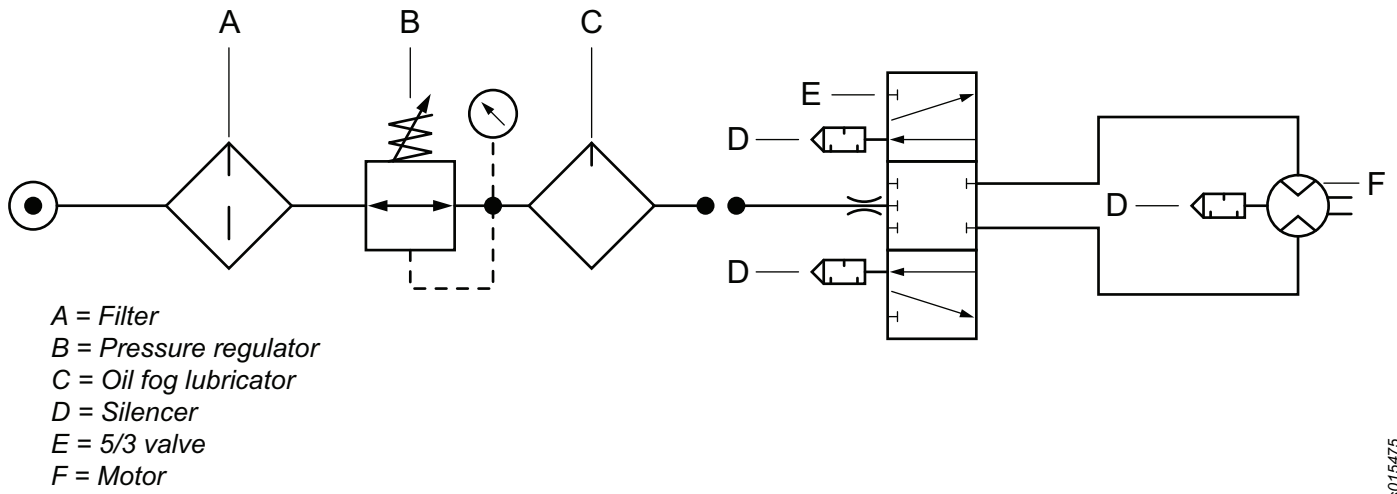 A
B
C
E
D
D
D
F
A = Filter
B = Pressure regulator
C = Oil fog lubricator
D = Silencer
E = 5/3 valve
F = Motor